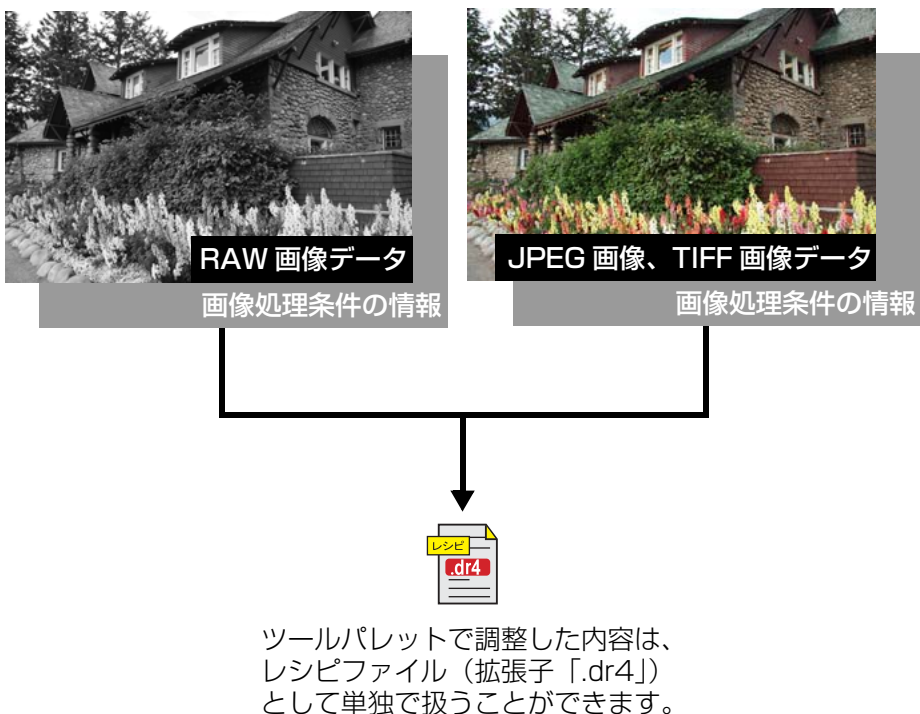 RAW 画像データ
画像処理条件の情報
JPEG 画像、TIFF 画像データ
画像処理条件の情報
レシピ
.dr4
ツールパレットで調整した内容は、
レシピファイル（拡張子「.dr4」）
として単独で扱うことができます。